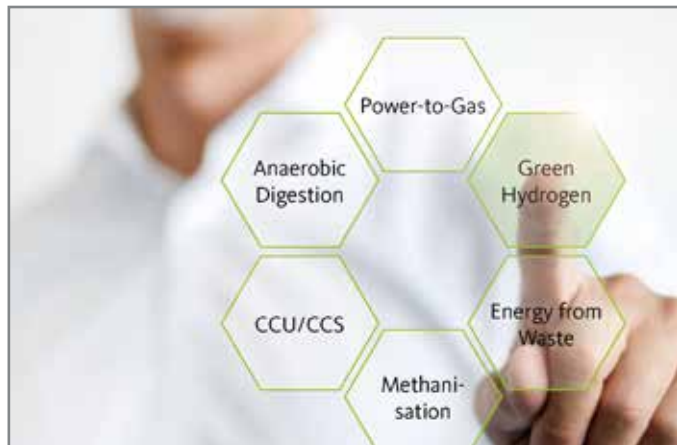 Power-to-Gas
Anaerobic
Digestion
Green
Hydrogen
CCU/CCS
Energy from
Waste
Methani-
sation